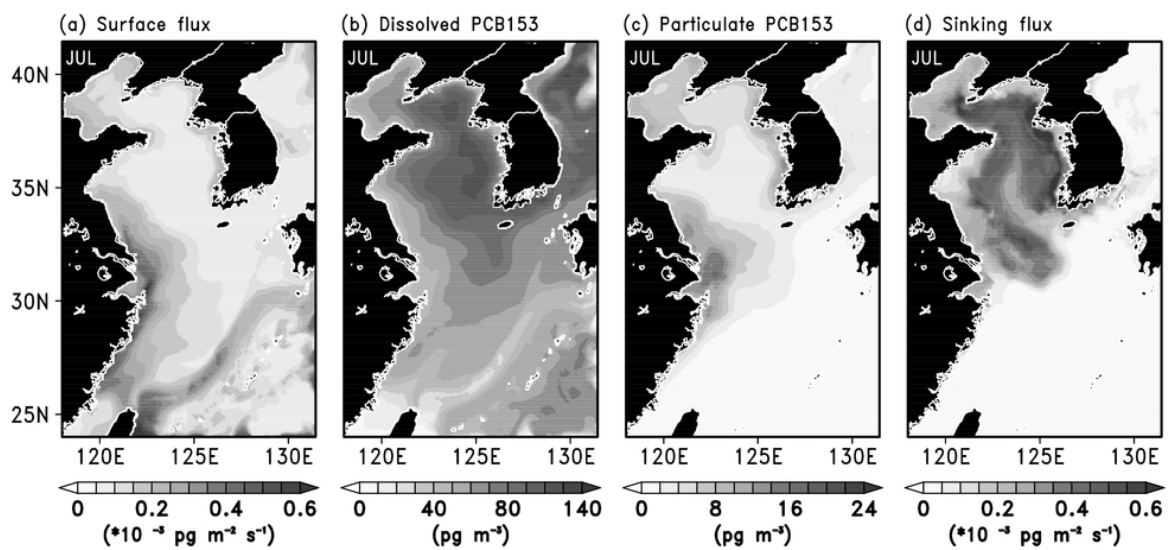 (a) Surface flux (b) Dissolved PCB153 (c) Particulate PCB153 (d) Sinking flux
JUL JUL JUL JUL
40N
35N
30N
25N
120E 125E 130E 120E 125E 130E 120E 125E 130E 120E 125E 130E
0 0.2 0.4 0.6 0 40 80 140 0 8 16 24 0 0.2 0.4 0.6
(*10 ⁻³ pg m⁻² s⁻¹) (pg m⁻³) (pg m⁻³) (*10 ⁻³ pg m⁻² s⁻¹)